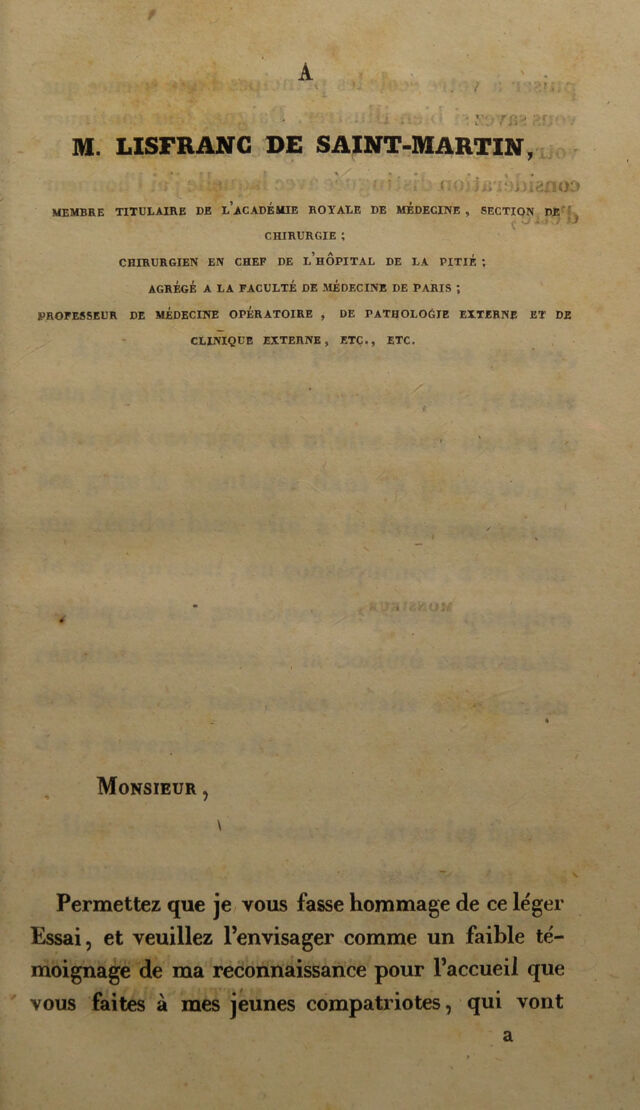 A
M. LISFRANC DE SAINT-MARTIN,
MEMBRE TITULAIRE DE L'ACADÉMIE ROYALE DE MÉDECINE, SECTION DE
CHIRURGIE ;
CHIRURGIEN EN CHEF DE L'HÔPITAL DE LA PITIÉ ;
AGRÉGÉ A LA FACULTÉ DE MÉDECINE DE PARIS ;
PROFESSEUR DE MÉDECINE OPÉRATOIRE , DE PATHOLOGIE EXTERNE ET DE
CLINIQUE EXTERNE, ETC., ETC.
MONSIEUR,
Permettez que je vous fasse hommage de ce léger
Essai, et veuillez l'envisager comme un faible té-
moignage de ma reconnaissance pour l'accueil que
vous faites à mes jeunes compatriotes, qui vont
a